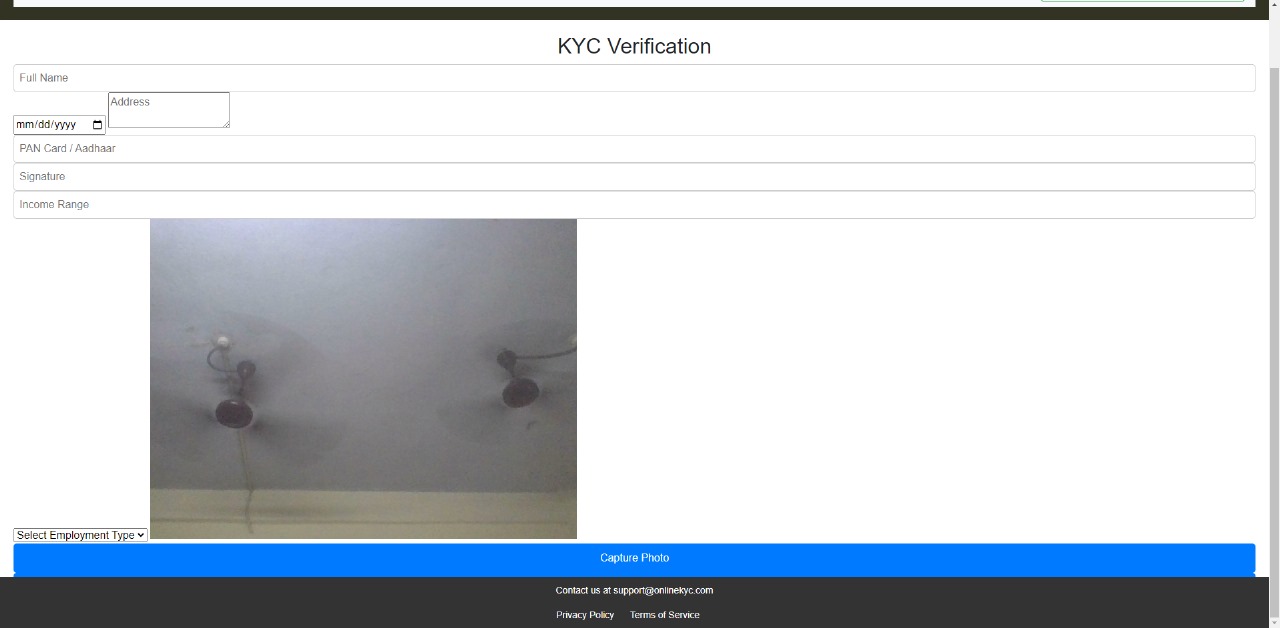 KYC Verification
Full Name
Address
mm/dd/yyyy
PAN Card / Aadhaar
Signature
Income Range
Select Employment Type
Capture Photo
Contact us at support@onlinekyc.com
Privacy Policy Terms of Service